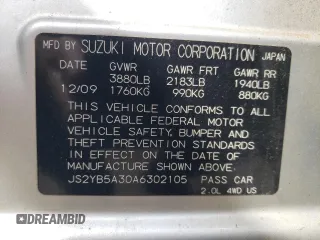 MFD BY SUZUKI MOTOR CORPORATION JAPAN
DATE GVWR GAWR FRT GAWR RR
3880LB 2183LB 1940LB
12/09 1760KG 990KG 880KG
THIS VEHICLE CONFORMS TO ALL
APPLICABLE FEDERAL MOTOR
VEHICLE SAFETY, BUMPER AND
THEFT PREVENTION STANDARDS
IN EFFECT ON THE DATE OF
MANUFACTURE SHOWN ABOVE.
JS2YB5A30A6302105 PASS CAR
2.0L 4WD US
DREAMBID